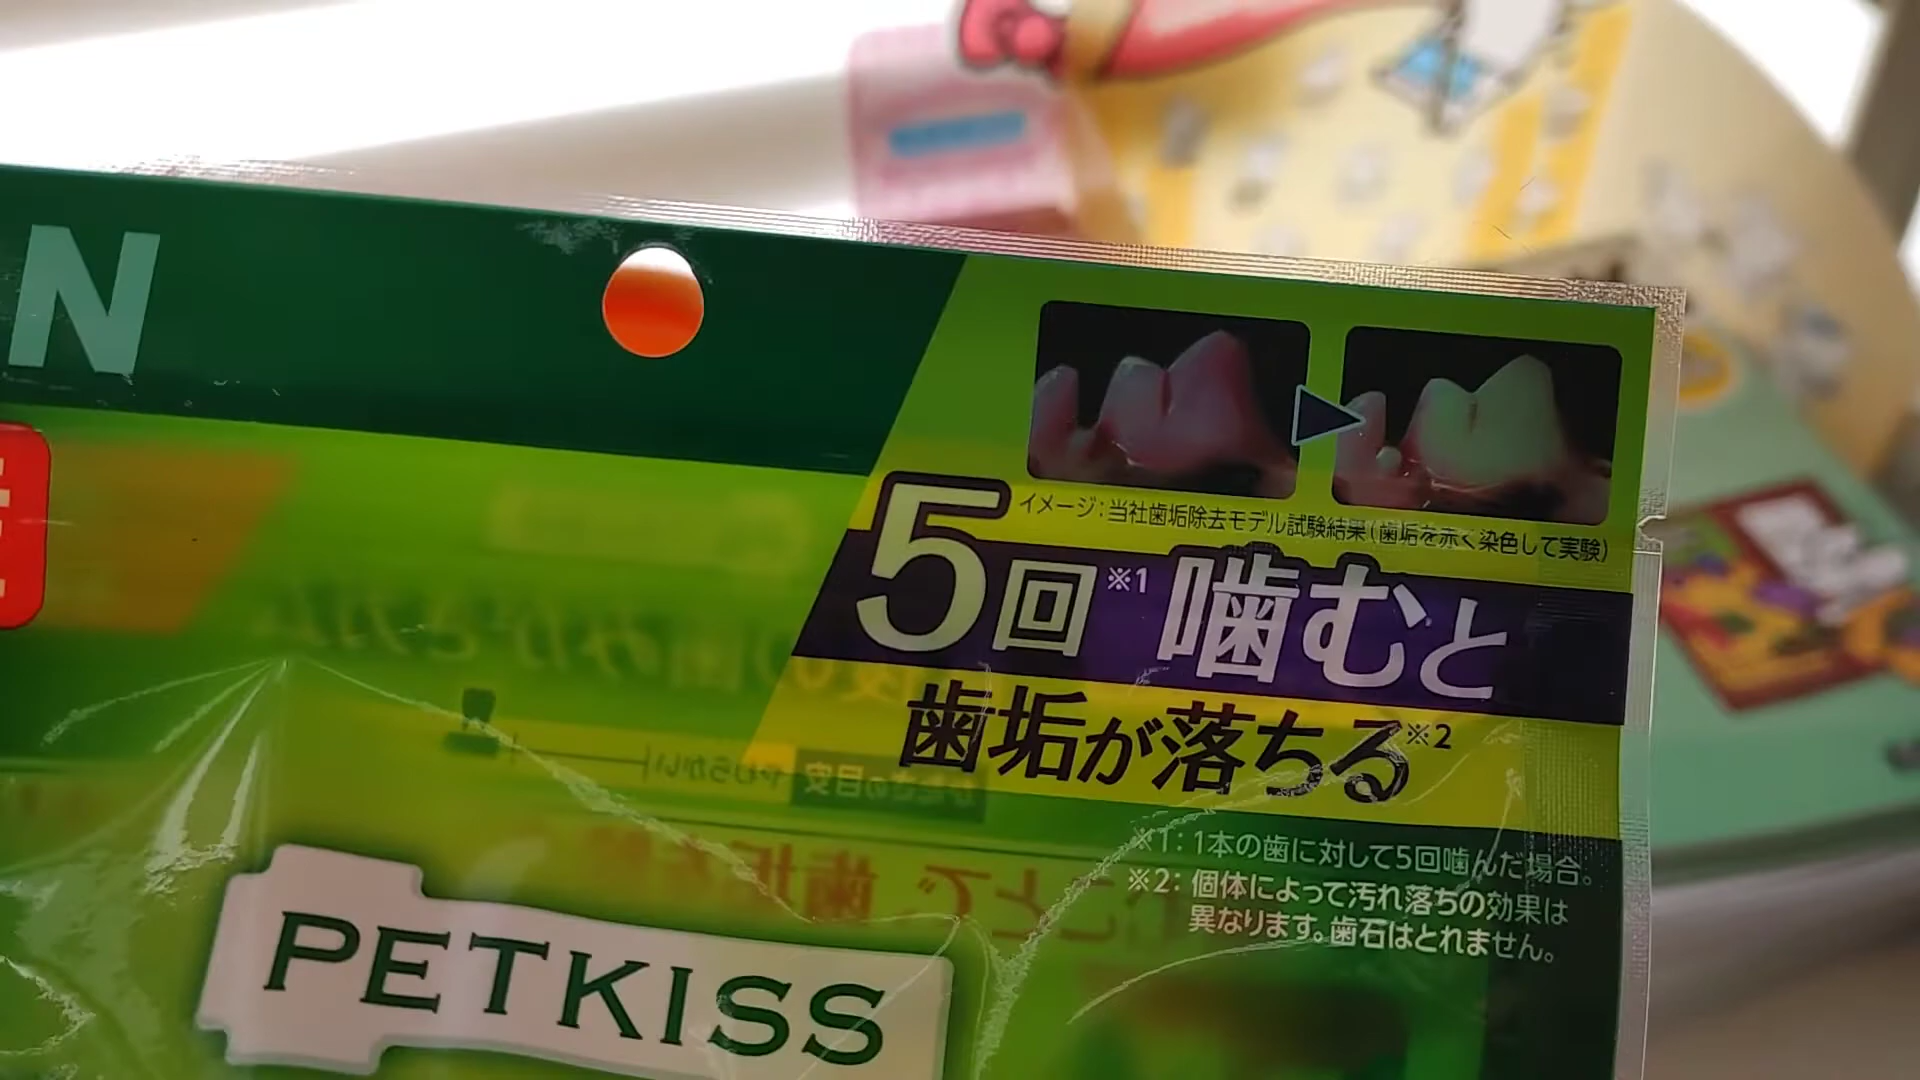 N
イメージ：当社歯垢除去モデル試験結果（歯垢を赤く染色して実験）
5回※1 噛むと
歯垢が落ちる※2
※1：1本の歯に対して5回噛んだ場合。
※2：個体によって汚れ落ちの効果は
異なります。歯石はとれません。
PETKISS